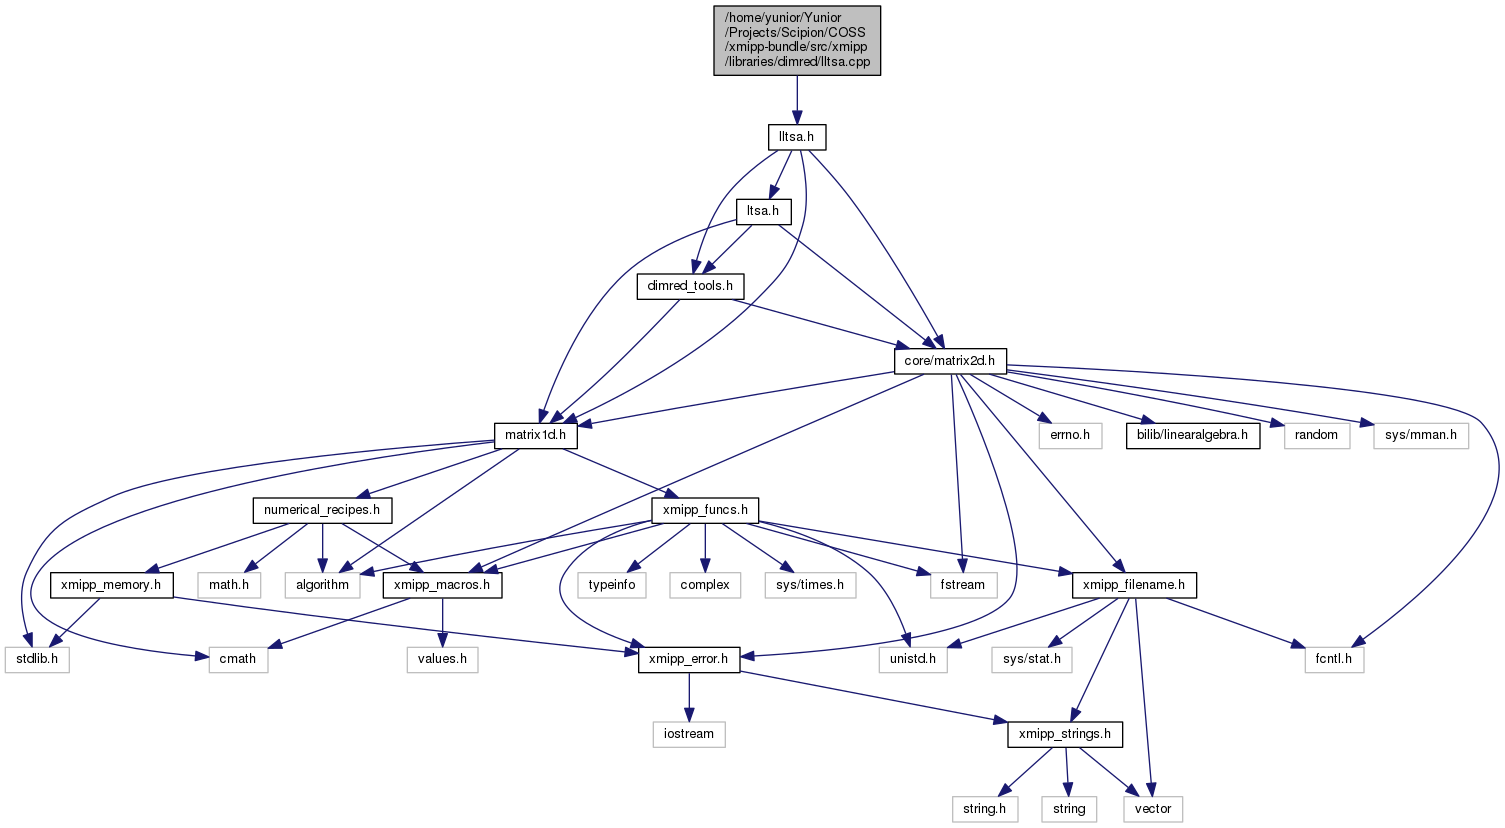 /home/yunior/Yunior
/Projects/Scipion/COSS
/xmipp-bundle/src/xmipp
/libraries/dimred/lltsa.cpp
lltsa.h
ltsa.h
dimred_tools.h
core/matrix2d.h
matrix1d.h
errno.h
bilib/linearalgebra.h
random
sys/mman.h
numerical_recipes.h
xmipp_funcs.h
xmipp_memory.h
math.h
algorithm
xmipp_macros.h
typeinfo
complex
sys/times.h
fstream
xmipp_filename.h
stdlib.h
cmath
values.h
xmipp_error.h
unistd.h
sys/stat.h
fcntl.h
iostream
xmipp_strings.h
string.h
string
vector